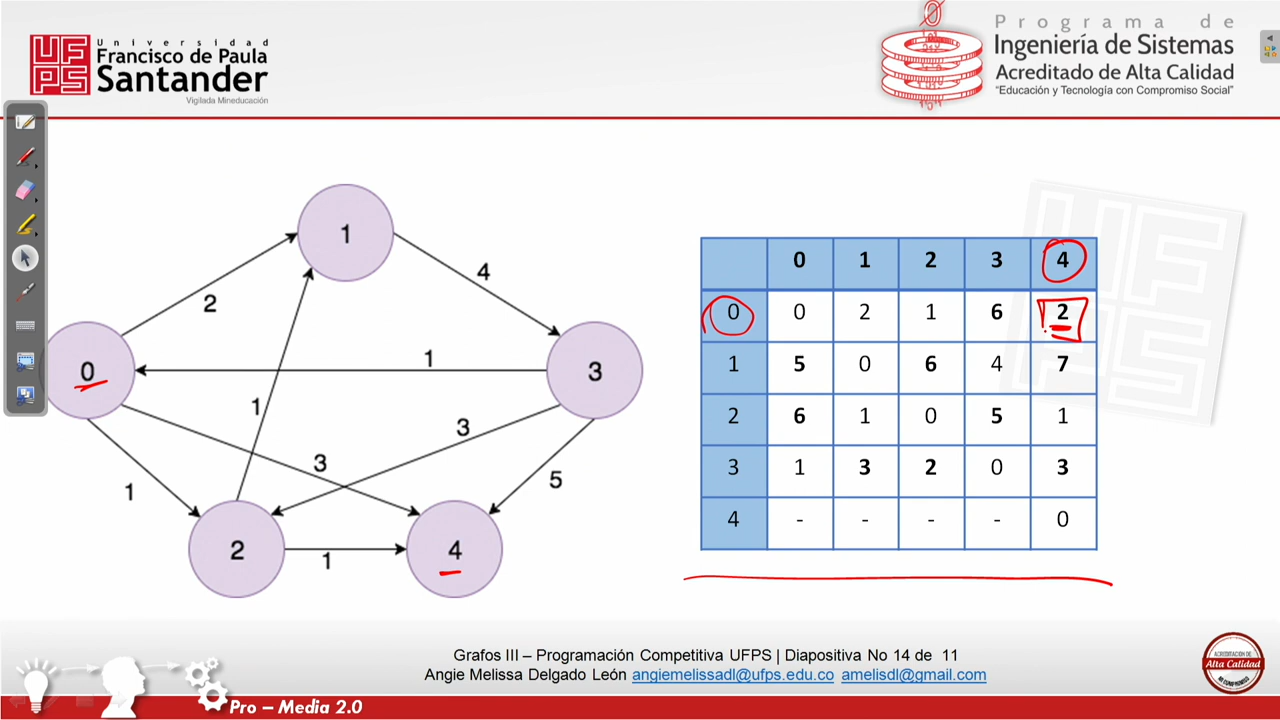 Universidad
Francisco de Paula
Santander
Vigilada Mineducación
UFPS
Programa de
Ingeniería de Sistemas
Acreditado de Alta Calidad
“Educación y Tecnología con Compromiso Social”
1
2
4
0
1
3
1
3
3
5
1
2
1
4
0 1 2 3 4
0 0 2 1 6 2
1 5 0 6 4 7
2 6 1 0 5 1
3 1 3 2 0 3
4 - - - - 0
Grafos III – Programación Competitiva UFPS | Diapositiva No 14 de 11
Angie Melissa Delgado León angiemelissadl@ufps.edu.co amelisdl@gmail.com
Pro – Media 2.0
ACREDITACIÓN DE
Alta Calidad